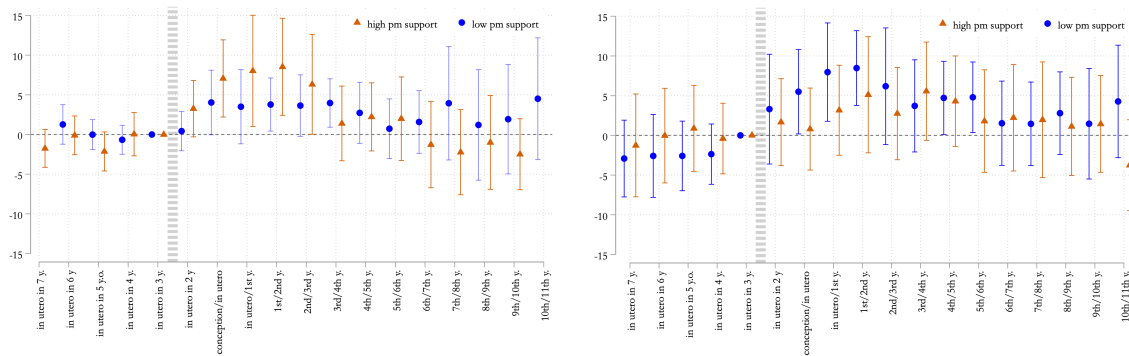 high pm support low pm support
15
10
5
0
-5
-10
-15
in utero in 7 y.
in utero in 6 y
in utero in 5 y.o.
in utero in 4 y.
in utero in 3 y.
in utero in 2 y
conception/in utero
in utero/1st y.
1st/2nd y.
2nd/3rd y.
3rd/4th y.
4th/5th y.
5th/6th y.
6th/7th y.
7th/8th y.
8th/9th y.
9th/10th y.
10th/11th y.
high pm support low pm support
15
10
5
0
-5
-10
-15
in utero in 7 y.
in utero in 6 y
in utero in 5 y.o.
in utero in 4 y.
in utero in 3 y.
in utero in 2 y
conception/in utero
in utero/1st y.
1st/2nd y.
2nd/3rd y.
3rd/4th y.
4th/5th y.
5th/6th y.
6th/7th y.
7th/8th y.
8th/9th y.
9th/10th y.
10th/11th y.